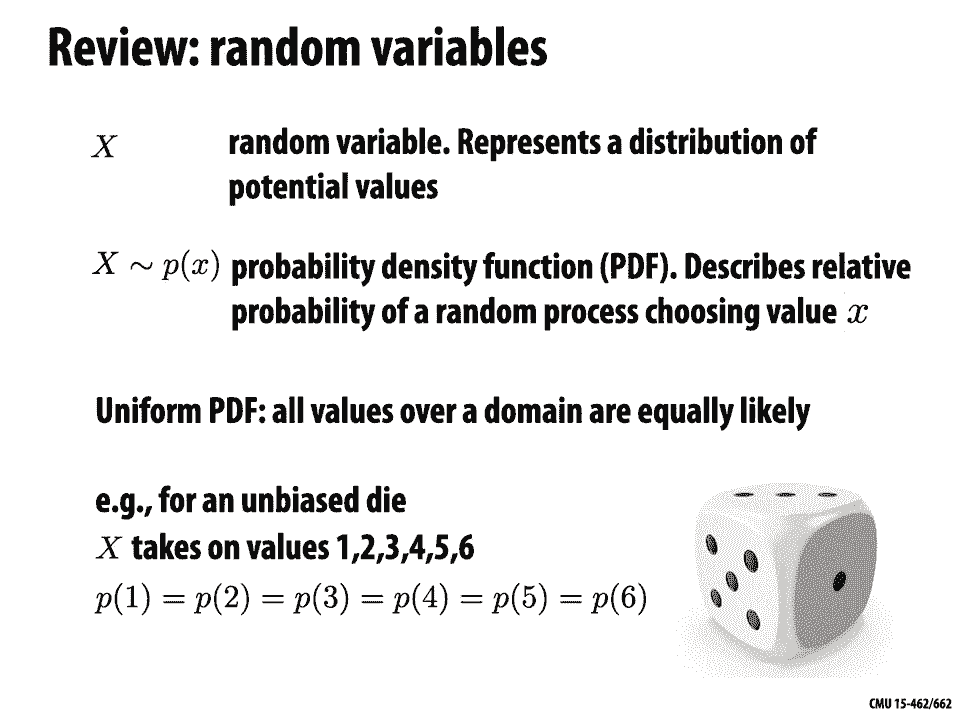 Review: random variables
X random variable. Represents a distribution of
potential values
X ∼ p(x) probability density function (PDF). Describes relative
probability of a random process choosing value x
Uniform PDF: all values over a domain are equally likely
e.g., for an unbiased die
X takes on values 1,2,3,4,5,6
p(1) = p(2) = p(3) = p(4) = p(5) = p(6)
CMU 15-462/662